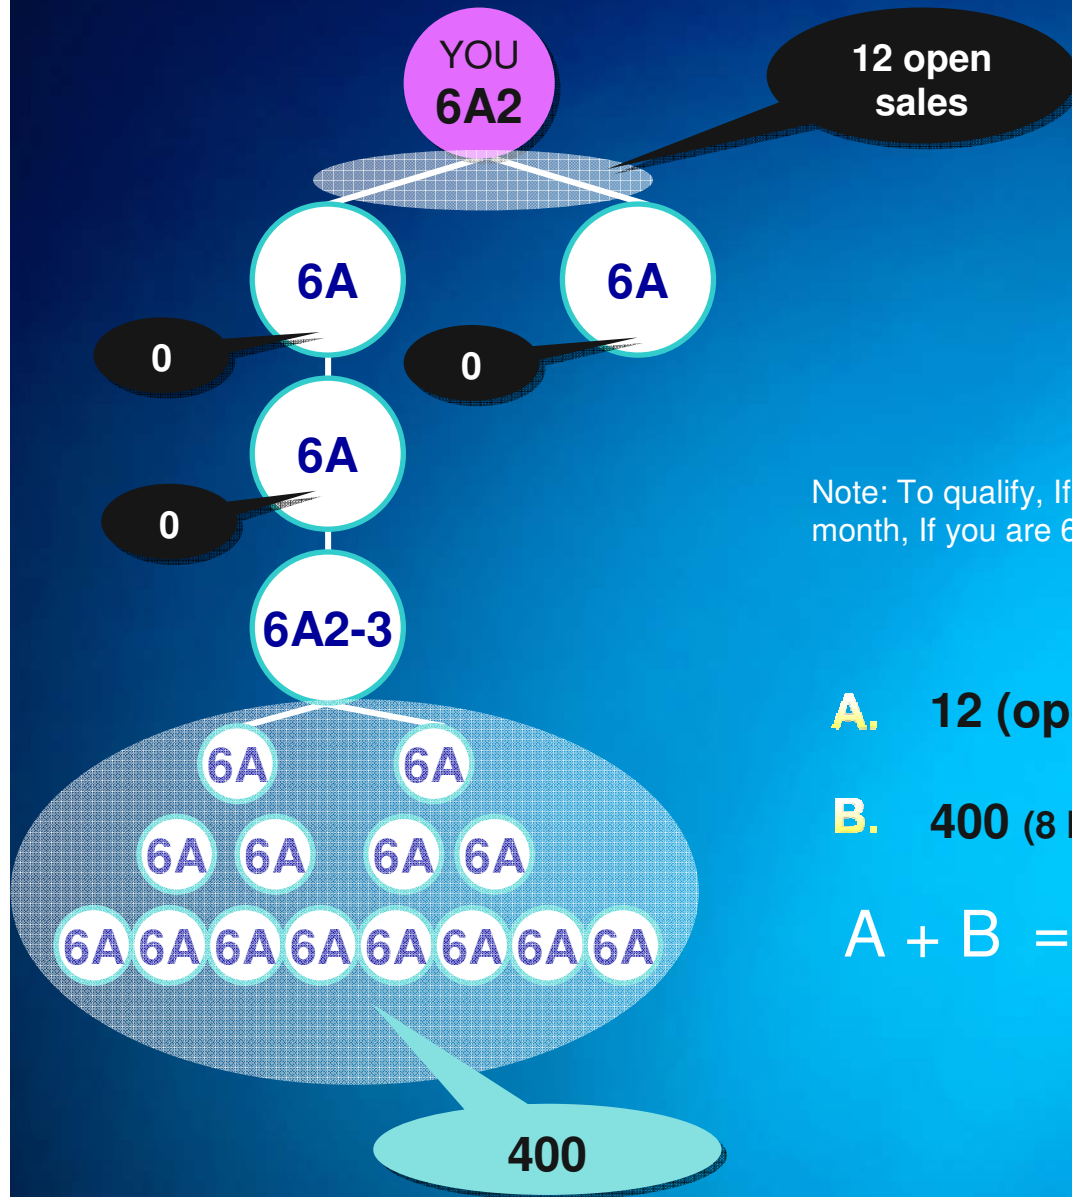 YOU
6A2
12 open
sales
6A
6A
0
0
6A
0
6A2-3
Note: To qualify, If
month, If you are 6
A. 12 (op
B. 400 (8
A + B =
6A 6A
6A 6A 6A 6A
6A 6A 6A 6A 6A 6A 6A 6A
400